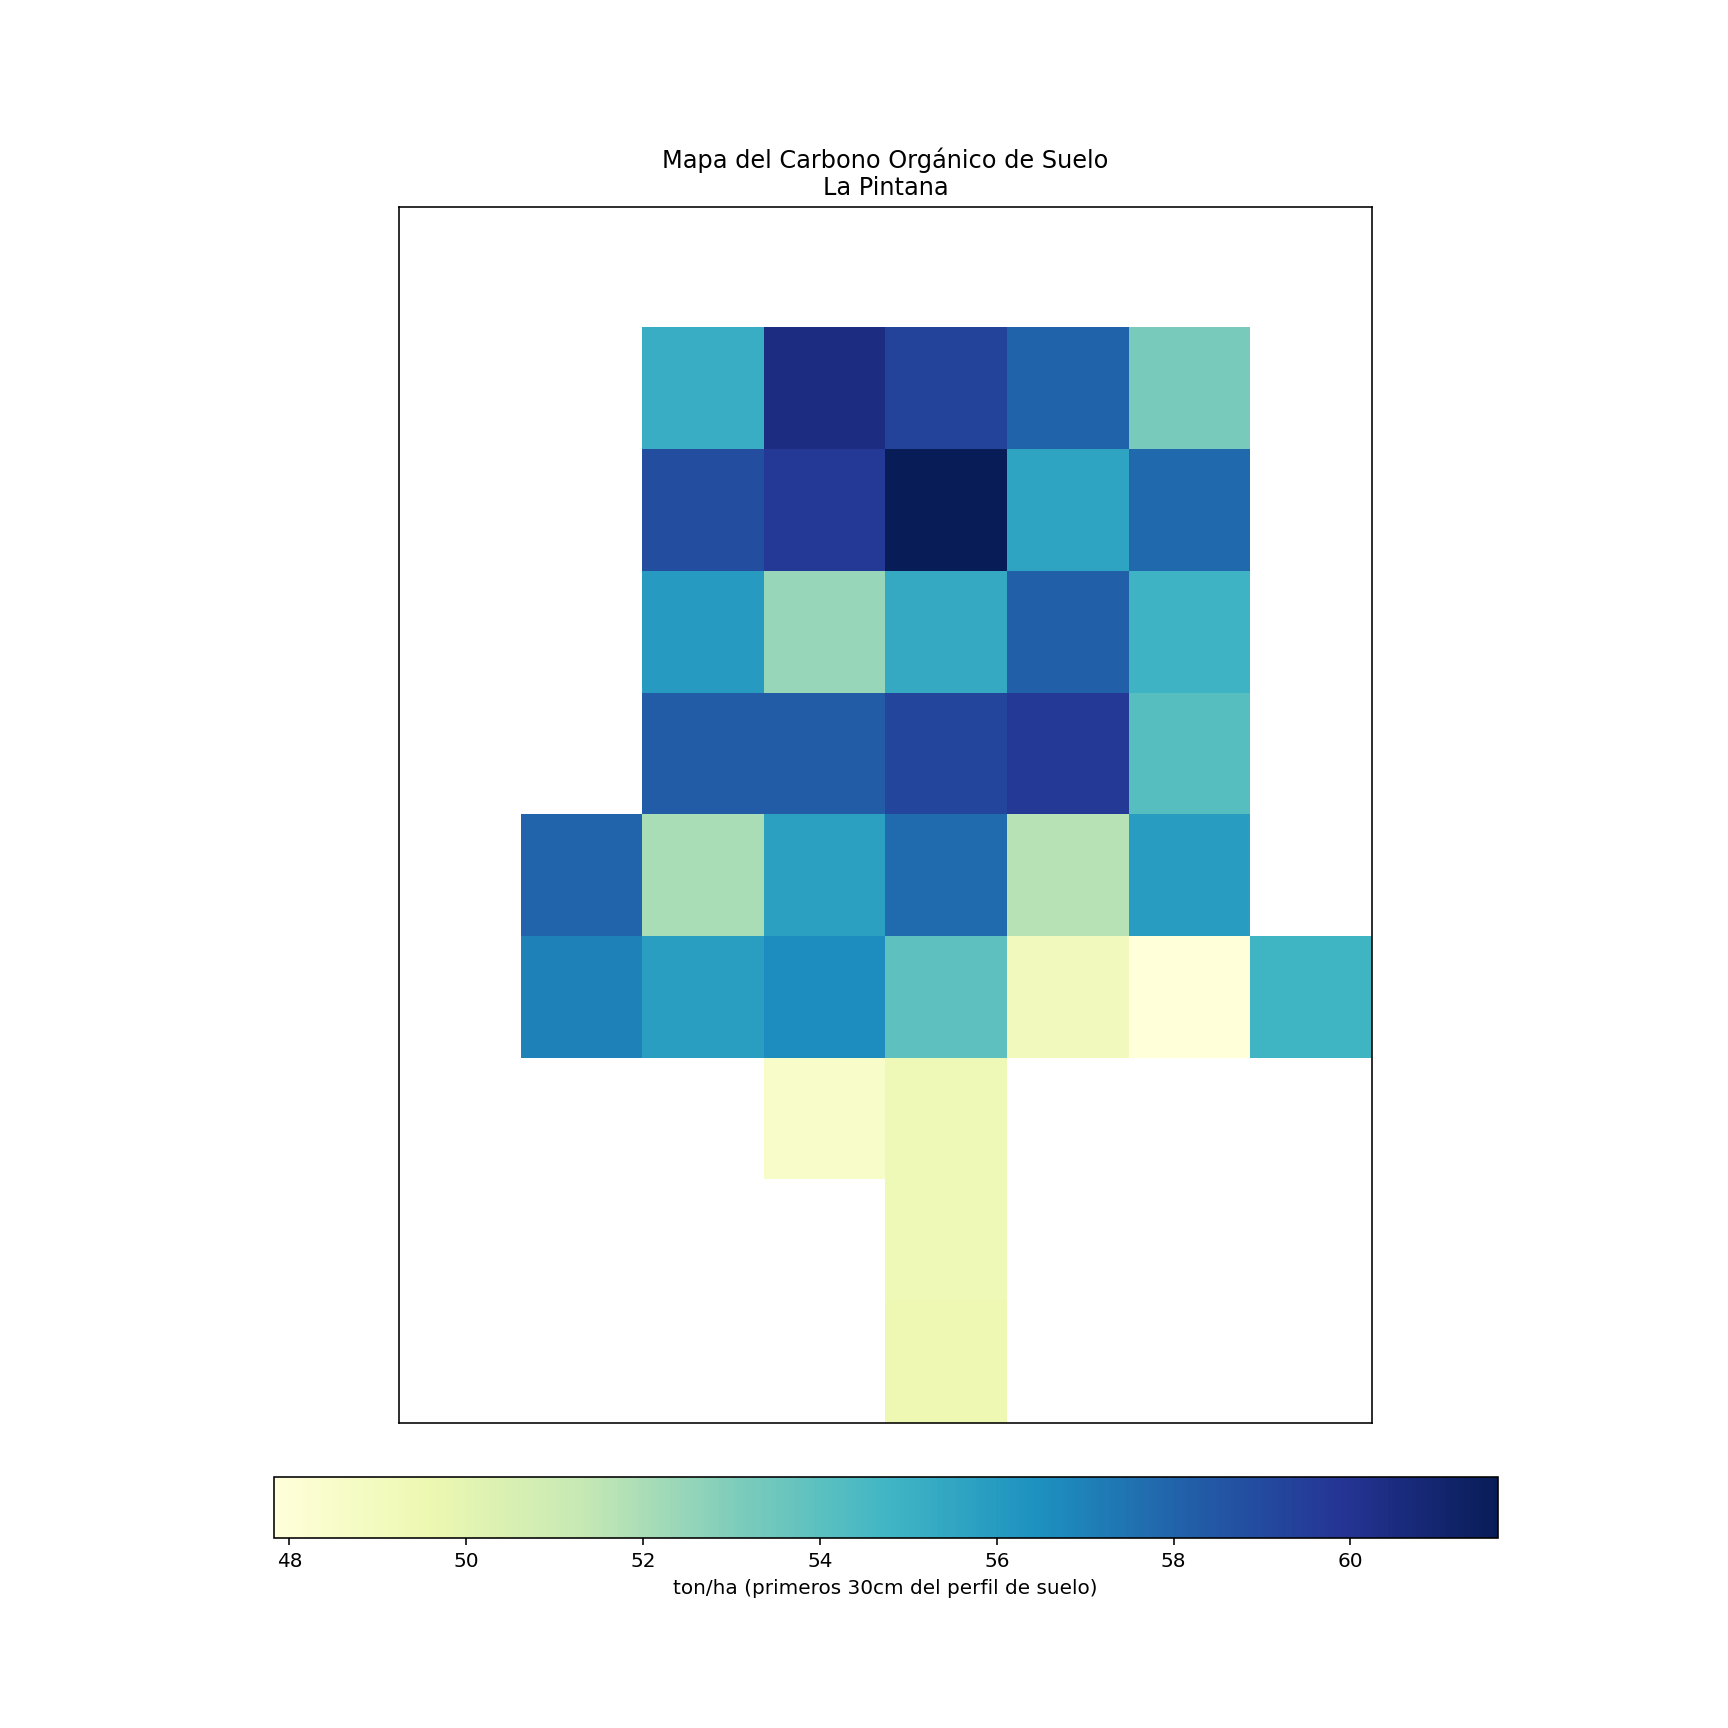 Mapa del Carbono Orgánico de Suelo
La Pintana
48 50 52 54 56 58 60
ton/ha (primeros 30cm del perfil de suelo)